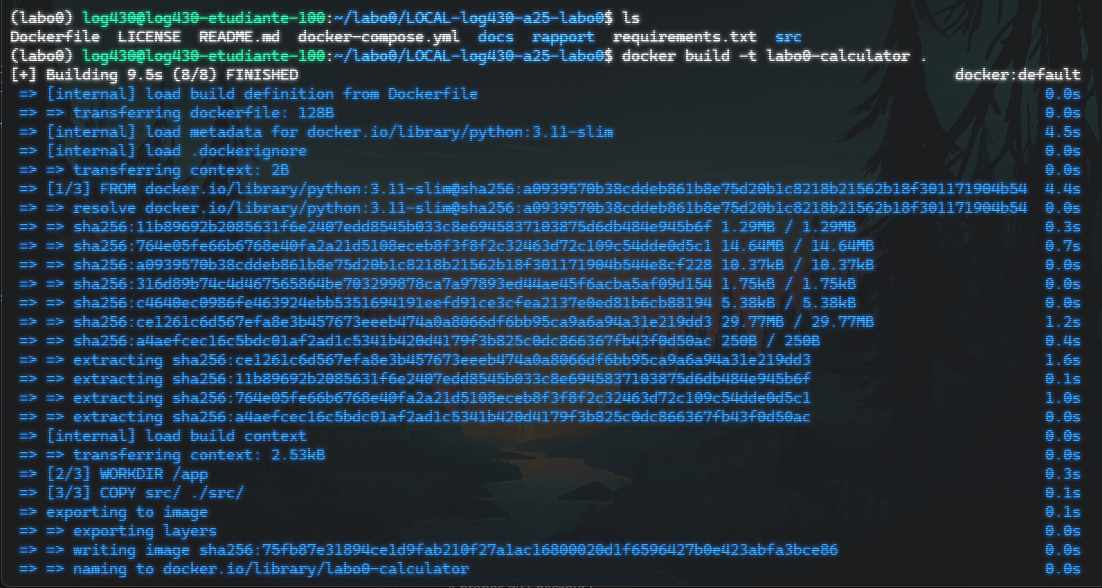 (labo0) log430@log430-etudiante-100:~/labo0/LOCAL-log430-a25-labo0$ ls
Dockerfile  LICENSE  README.md  docker-compose.yml  docs  rapport  requirements.txt  src
(labo0) log430@log430-etudiante-100:~/labo0/LOCAL-log430-a25-labo0$ docker build -t labo0-calculator .
[+] Building 9.5s (8/8) FINISHED docker:default
=> [internal] load build definition from Dockerfile 0.0s
=> => transferring dockerfile: 128B 0.0s
=> [internal] load metadata for docker.io/library/python:3.11-slim 4.5s
=> [internal] load .dockerignore 0.0s
=> => transferring context: 2B 0.0s
=> [1/3] FROM docker.io/library/python:3.11-slim@sha256:a0939570b38cddeb861b8e75d20b1c8218b21562b18f301171904b54 4.4s
=> => resolve docker.io/library/python:3.11-slim@sha256:a0939570b38cddeb861b8e75d20b1c8218b21562b18f301171904b54 0.0s
=> => sha256:11b89692b2085631f6e2407edd8545b033c8e6945837103875d6db484e945b6f 1.29MB / 1.29MB 0.3s
=> => sha256:764e05fe66b6768e40fa2a21d5108eceb8f3f8f2c32463d72c109c54dde0d5c1 14.64MB / 14.64MB 0.7s
=> => sha256:a0939570b38cddeb861b8e75d20b1c8218b21562b18f301171904b544e8cf228 10.37kB / 10.37kB 0.0s
=> => sha256:316d89b74c4d467565864be703299878ca7a97893ed44ae45f6acba5af09d154 1.75kB / 1.75kB 0.0s
=> => sha256:c4640ec0986fe463924ebb5351694191eefd91ce3cfea2137e0ed81b6cb88194 5.38kB / 5.38kB 0.0s
=> => sha256:ce1261c6d567efa8e3b457673eeeb474a0a8066df6bb95ca9a6a94a31e219dd3 29.77MB / 29.77MB 1.2s
=> => sha256:a4aefcec16c5bdc01af2ad1c5341b420d4179f3b825c0dc866367fb43f0d50ac 250B / 250B 0.4s
=> => extracting sha256:ce1261c6d567efa8e3b457673eeeb474a0a8066df6bb95ca9a6a94a31e219dd3 1.6s
=> => extracting sha256:11b89692b2085631f6e2407edd8545b033c8e6945837103875d6db484e945b6f 0.1s
=> => extracting sha256:764e05fe66b6768e40fa2a21d5108eceb8f3f8f2c32463d72c109c54dde0d5c1 1.0s
=> => extracting sha256:a4aefcec16c5bdc01af2ad1c5341b420d4179f3b825c0dc866367fb43f0d50ac 0.0s
=> [internal] load build context 0.0s
=> => transferring context: 2.53kB 0.0s
=> [2/3] WORKDIR /app 0.3s
=> [3/3] COPY src/ ./src/ 0.1s
=> exporting to image 0.1s
=> => exporting layers 0.0s
=> => writing image sha256:75fb87e31894ce1d9fab210f27a1ac16800020d1f6596427b0e423abfa3bce86 0.0s
=> => naming to docker.io/library/labo0-calculator 0.0s